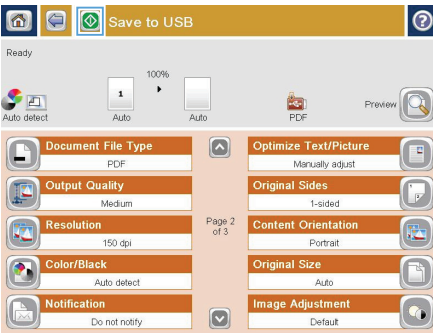 Save to USB
?
Ready
100%
1
Auto detect
Auto
Auto
PDF
Preview
Document File Type
PDF
Output Quality
Medium
Resolution
150 dpi
Color/Black
Auto detect
Notification
Do not notify
Page 2
of 3
Optimize Text/Picture
Manually adjust
Original Sides
1-sided
Content Orientation
Portrait
Original Size
Auto
Image Adjustment
Default